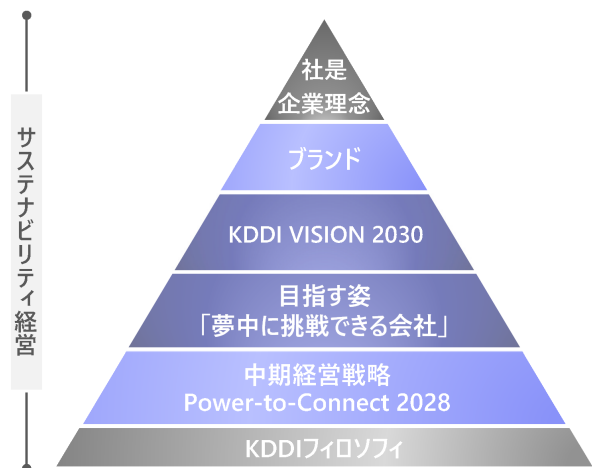 サステナビリティ経営
社是
企業理念
ブランド
KDDI VISION 2030
目指す姿
「夢中に挑戦できる会社」
中期経営戦略
Power-to-Connect 2028
KDDIフィロソフィ